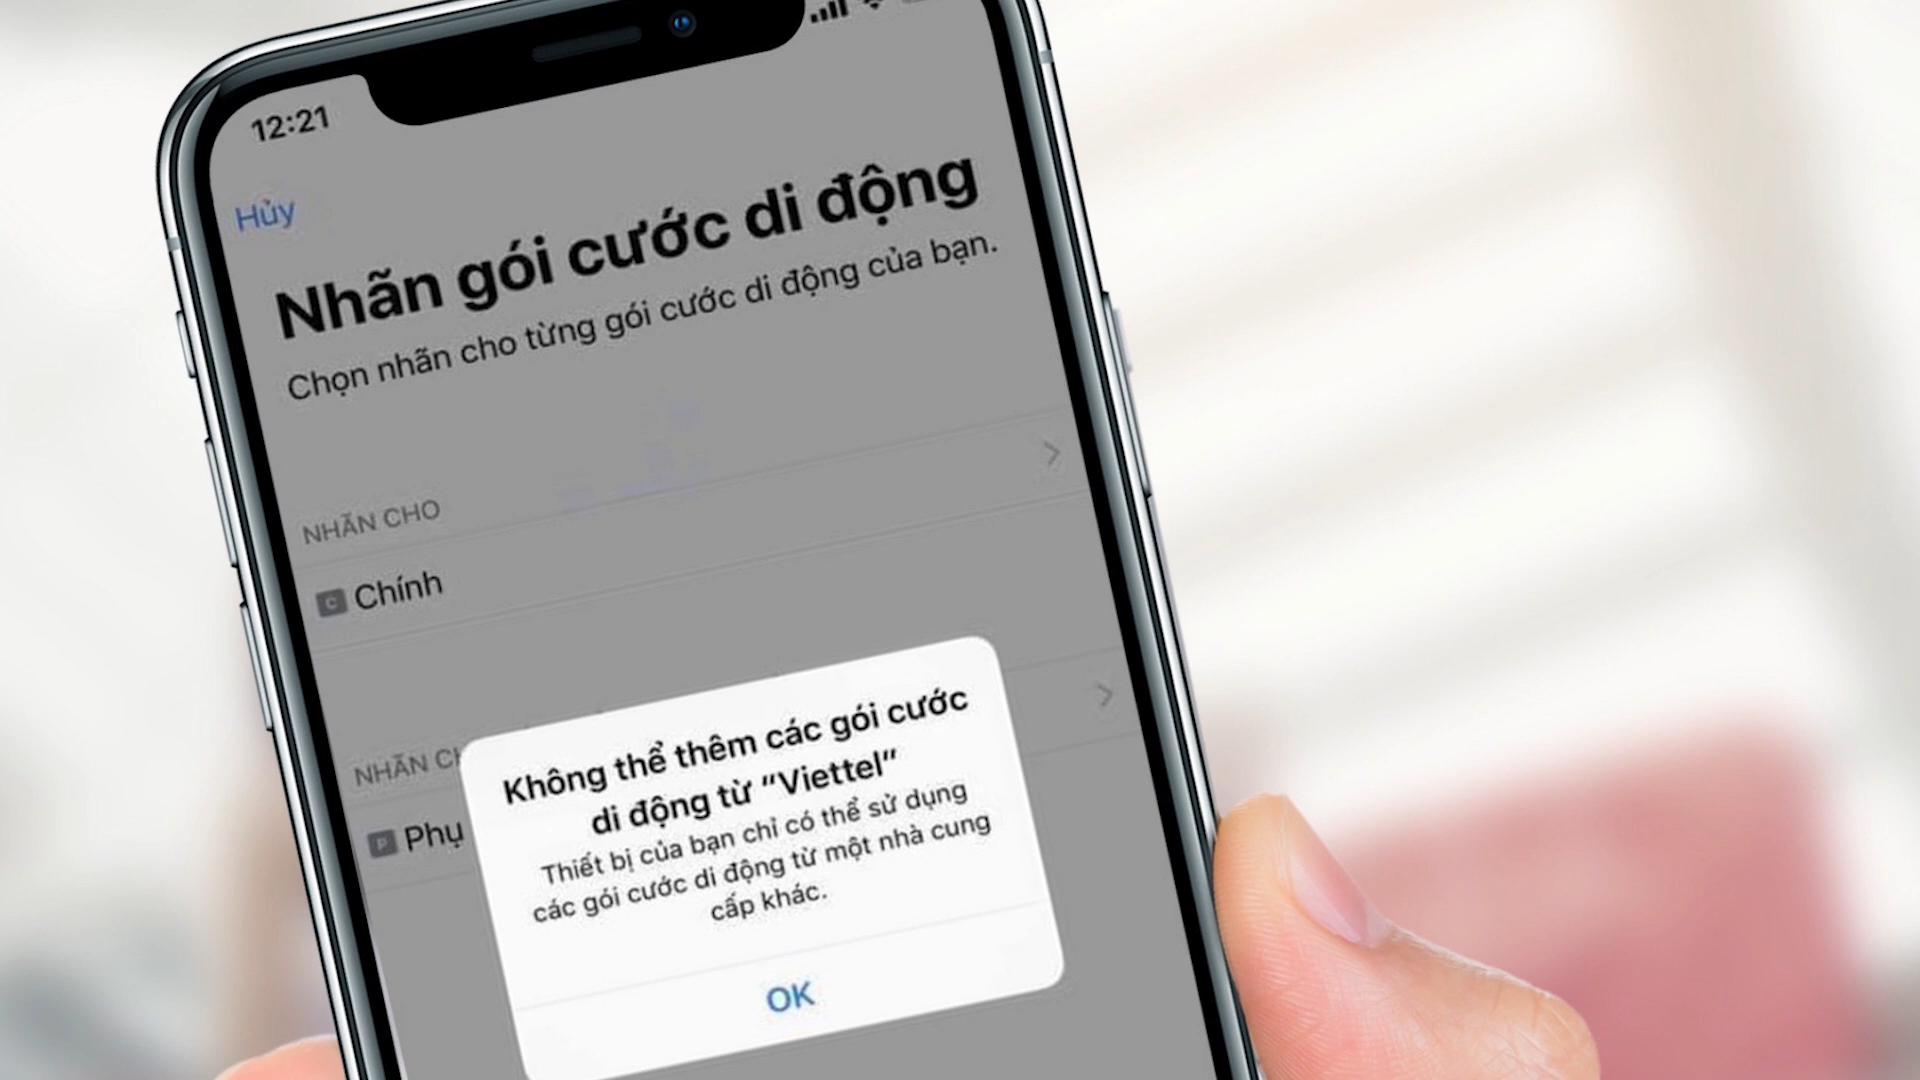 12:21
Hủy
Nhãn gói cước di động
Chọn nhãn cho từng gói cước di động của bạn.
NHÃN CHO
C Chính
NHÃN CH
P Phụ
Không thể thêm các gói cước
di động từ “Viettel”
Thiết bị của bạn chỉ có thể sử dụng
các gói cước di động từ một nhà cung
cấp khác.
OK